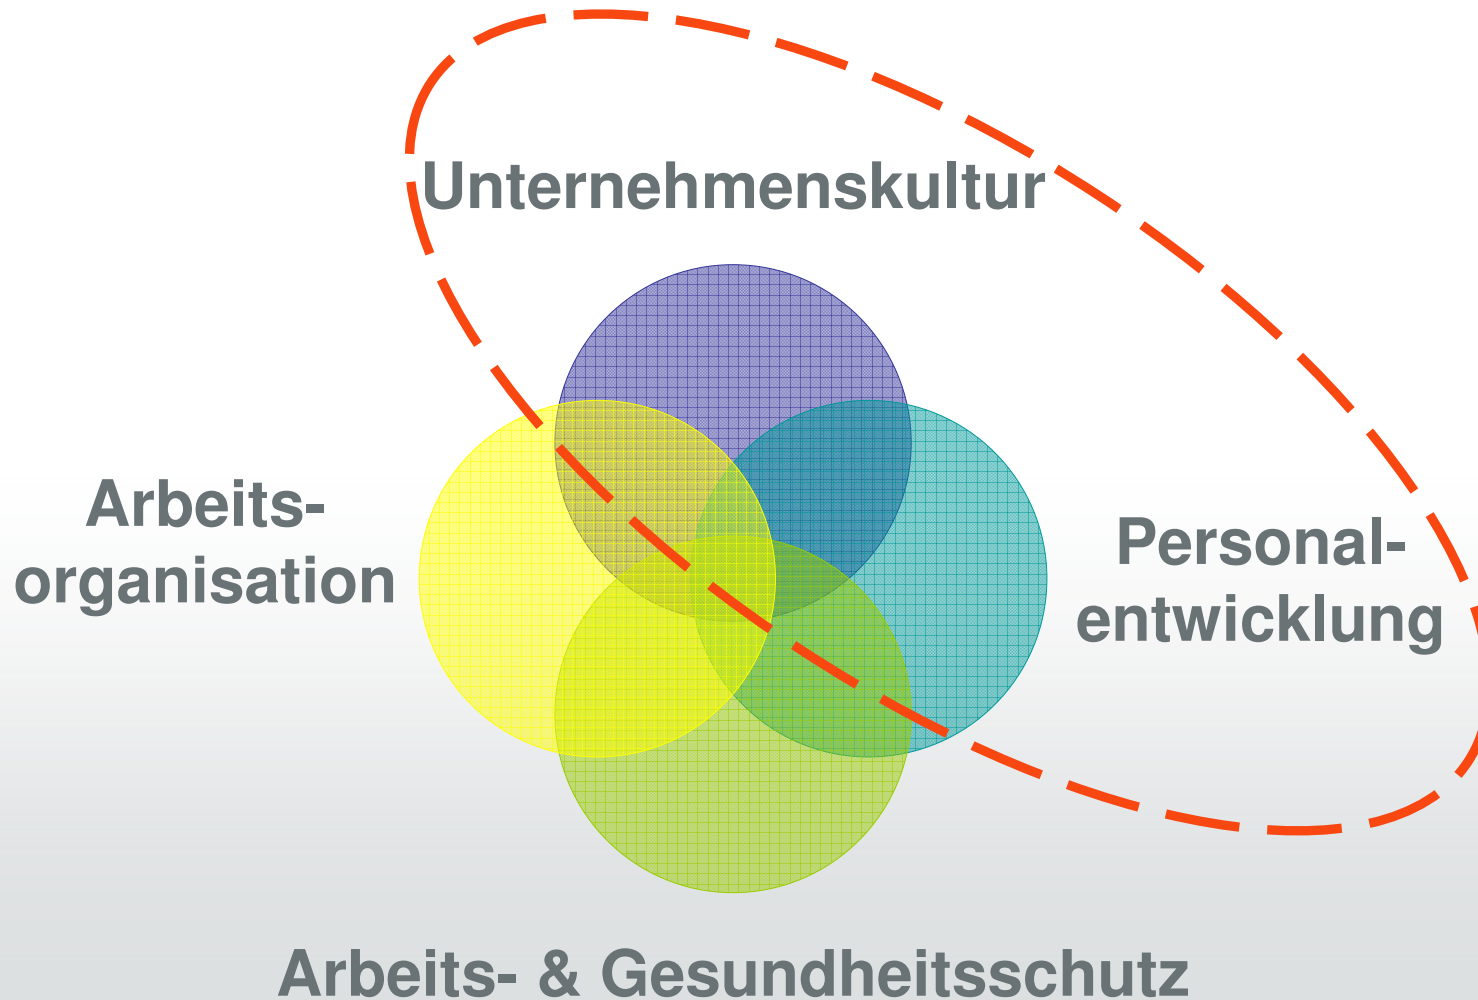 Unternehmenskultur
Arbeits-
organisation
Personal-
entwicklung
Arbeits- & Gesundheitsschutz